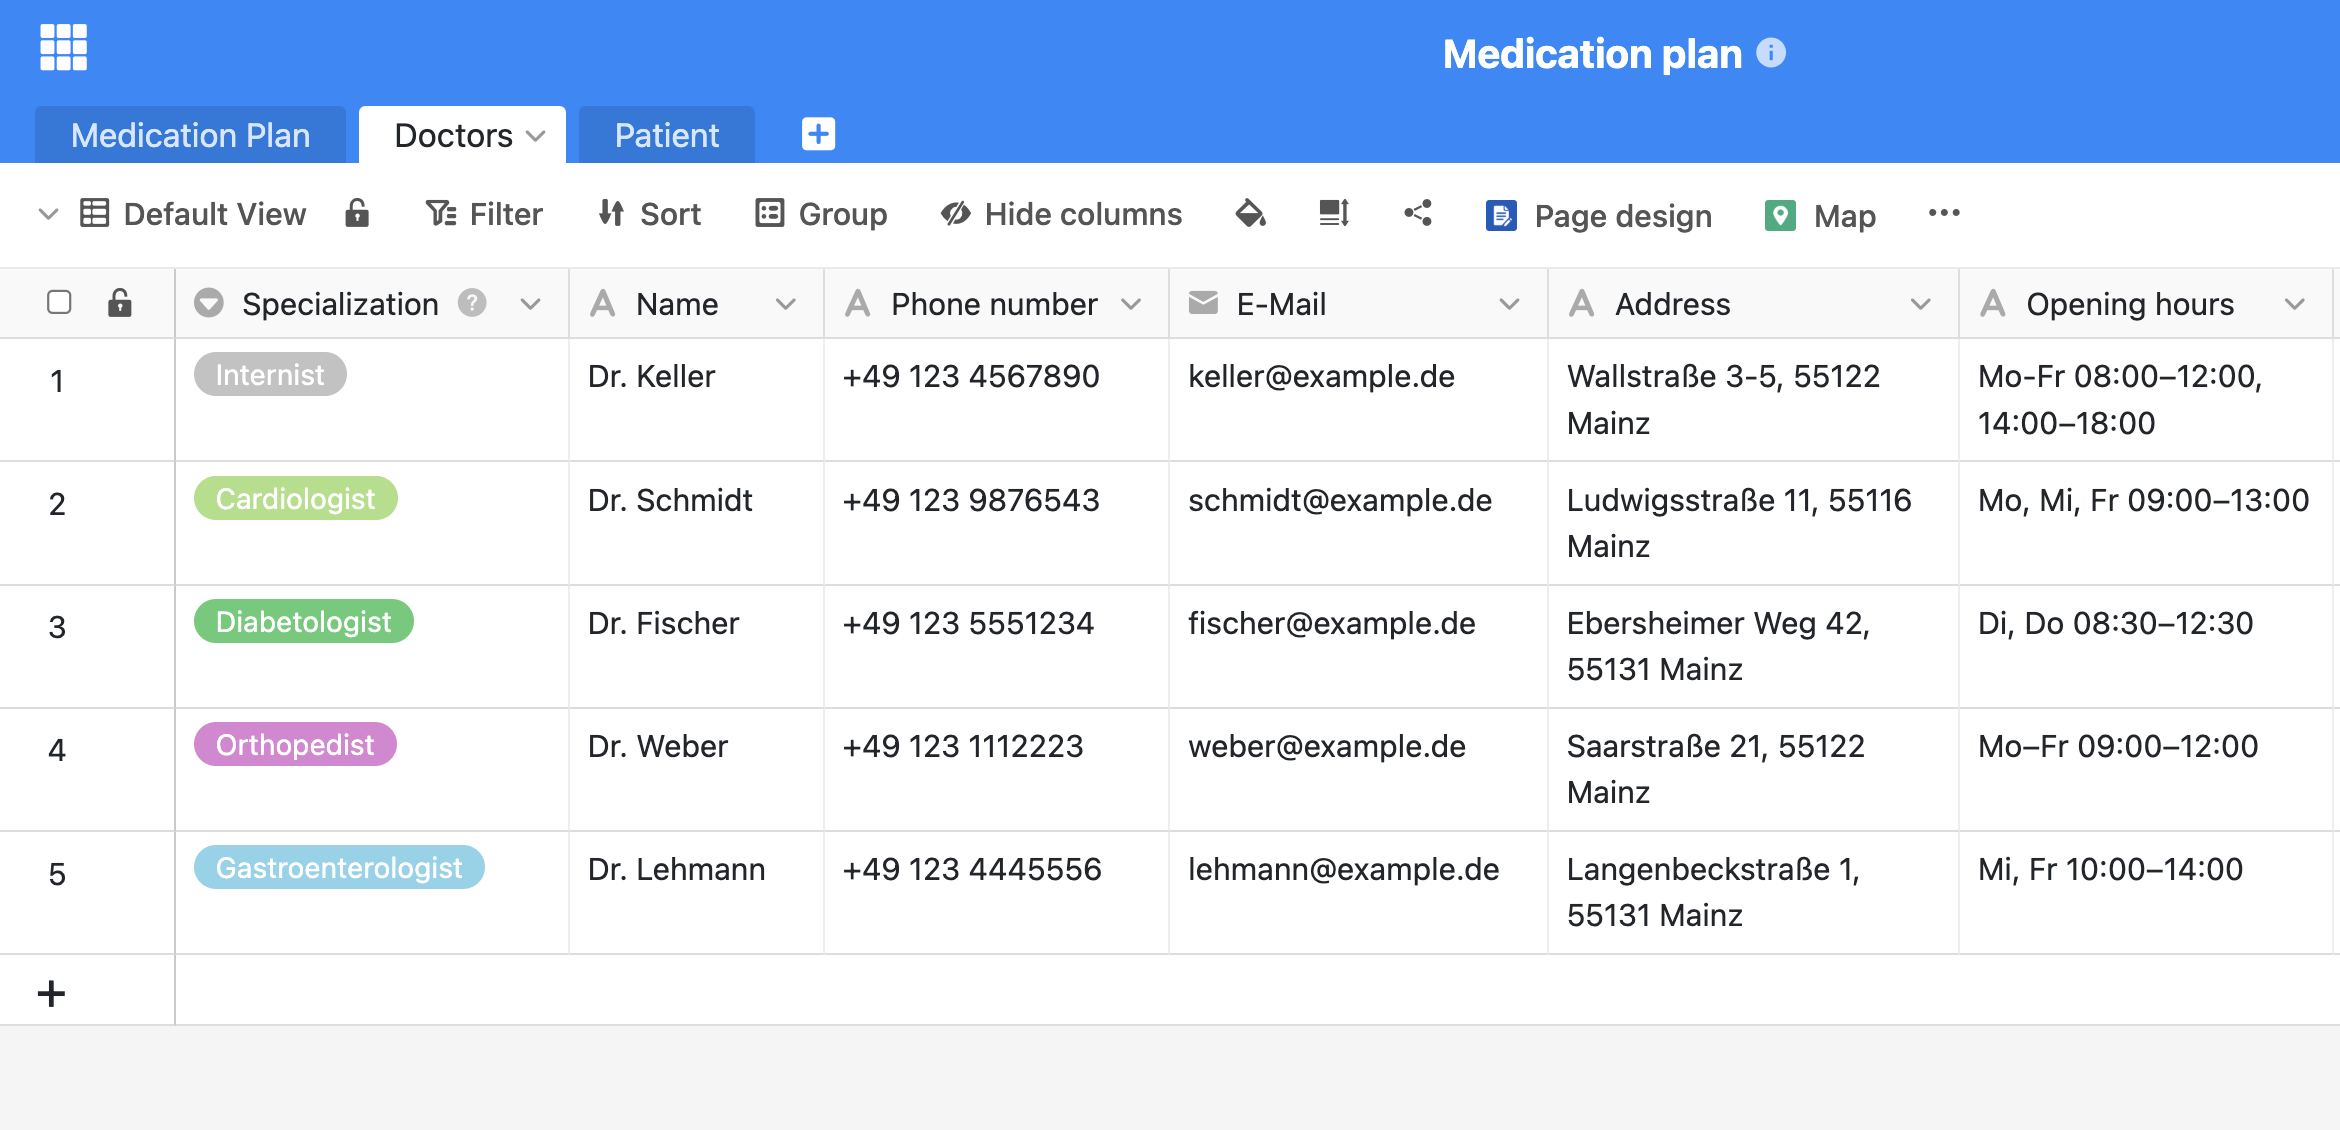 Medication plan
Medication Plan Doctors Patient
Default View Filter Sort Group Hide columns Page design Map
Specialization Name Phone number E-Mail Address Opening hours
1 Internist Dr. Keller +49 123 4567890 keller@example.de Wallstraße 3-5, 55122 Mo-Fr 08:00–12:00,
Mainz 14:00–18:00
2 Cardiologist Dr. Schmidt +49 123 9876543 schmidt@example.de Ludwigsstraße 11, 55116 Mo, Mi, Fr 09:00–13:00
Mainz
3 Diabetologist Dr. Fischer +49 123 5551234 fischer@example.de Ebersheimer Weg 42, Di, Do 08:30–12:30
55131 Mainz
4 Orthopedist Dr. Weber +49 123 1112223 weber@example.de Saarstraße 21, 55122 Mo–Fr 09:00–12:00
Mainz
5 Gastroenterologist Dr. Lehmann +49 123 4445556 lehmann@example.de Langenbeckstraße 1, Mi, Fr 10:00–14:00
55131 Mainz